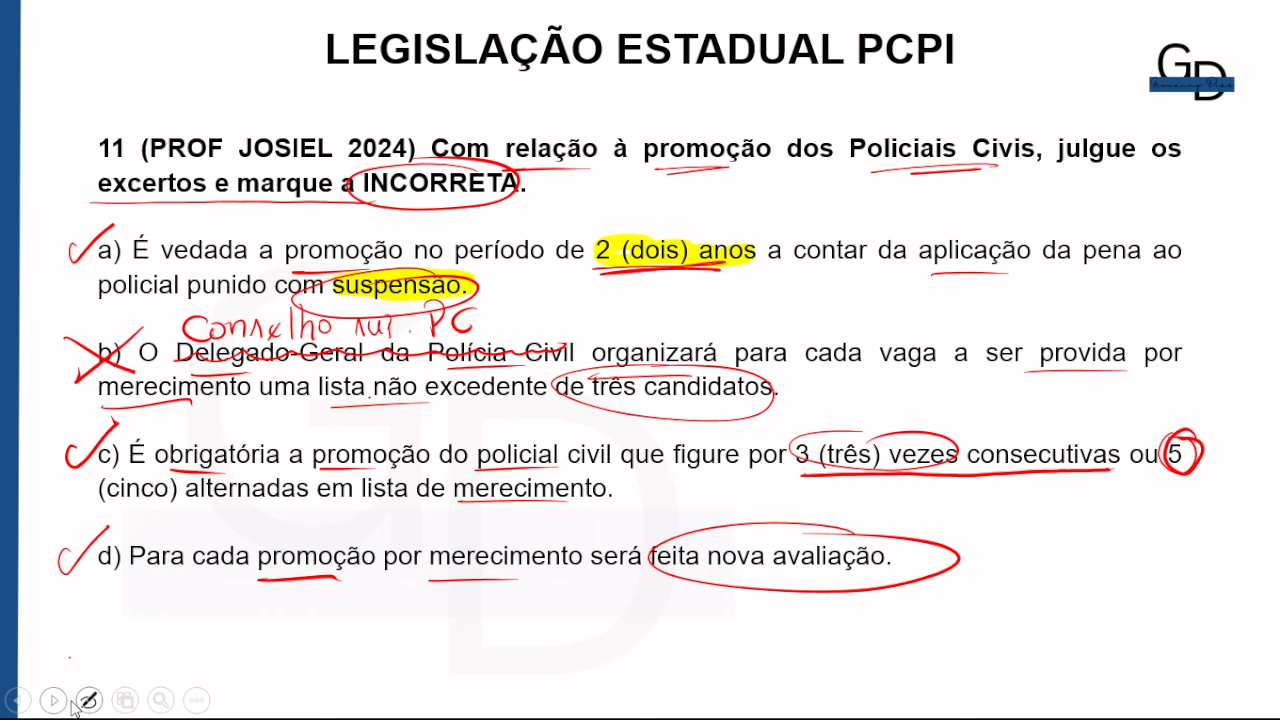 LEGISLAÇÃO ESTADUAL PCPI
GD
11 (PROF JOSIEL 2024) Com relação à promoção dos Policiais Civis, julgue os
excertos e marque a INCORRETA.
a) É vedada a promoção no período de 2 (dois) anos a contar da aplicação da pena ao
policial punido com suspensão.
Conselho sup. PC
b) O Delegado-Geral da Polícia Civil organizará para cada vaga a ser provida por
merecimento uma lista não excedente de três candidatos.
c) É obrigatória a promoção do policial civil que figure por 3 (três) vezes consecutivas ou 5
(cinco) alternadas em lista de merecimento.
d) Para cada promoção por merecimento será feita nova avaliação.